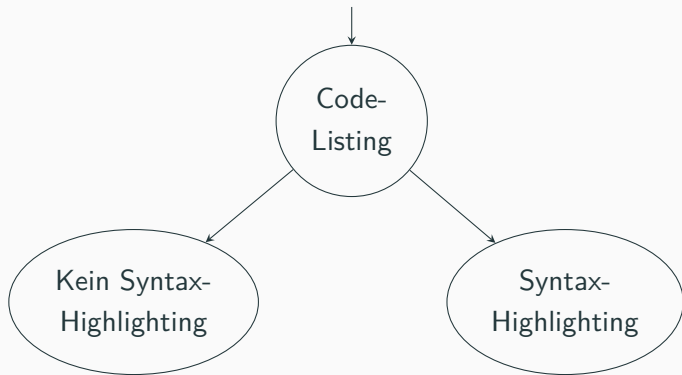 Code-
Listing
Kein Syntax-
Highlighting
Syntax-
Highlighting